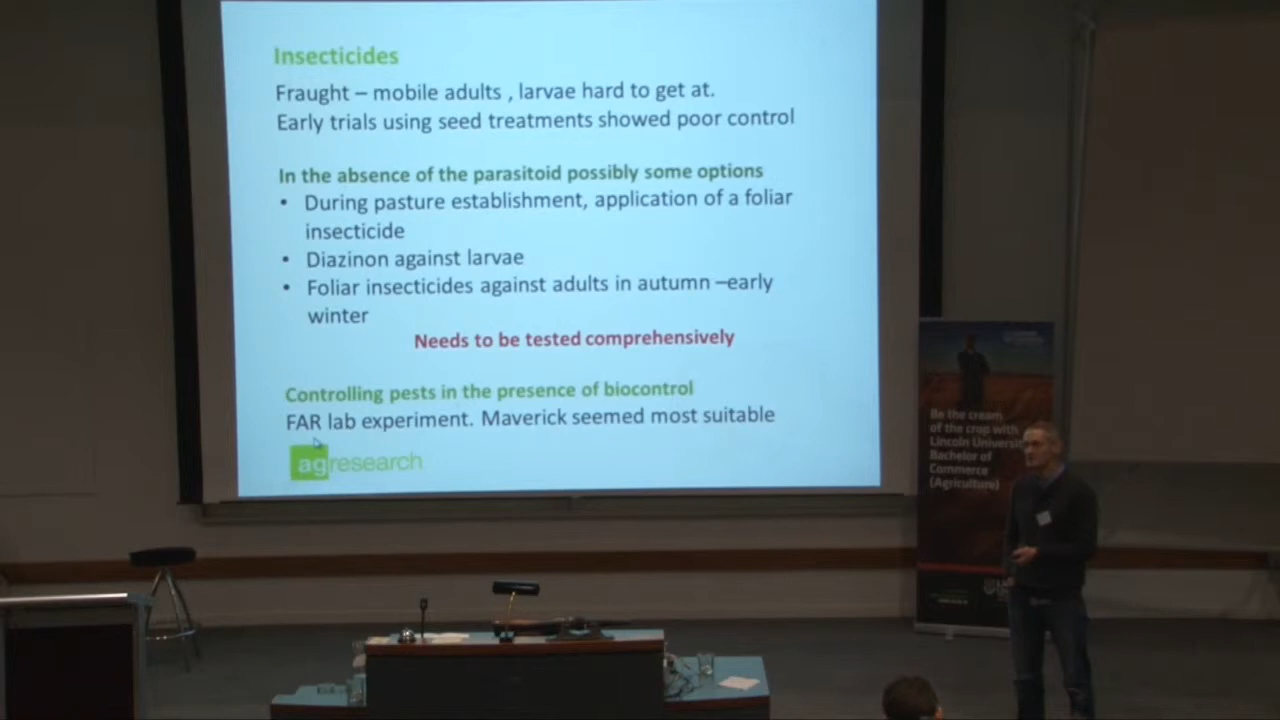 Insecticides
Fraught – mobile adults , larvae hard to get at.
Early trials using seed treatments showed poor control
In the absence of the parasitoid possibly some options
• During pasture establishment, application of a foliar
insecticide
• Diazinon against larvae
• Foliar insecticides against adults in autumn –early
winter
Needs to be tested comprehensively
Controlling pests in the presence of biocontrol
FAR lab experiment. Maverick seemed most suitable
agresearch
Be the cream
of the crop with
Lincoln University
Bachelor of
Commerce
(Agriculture)